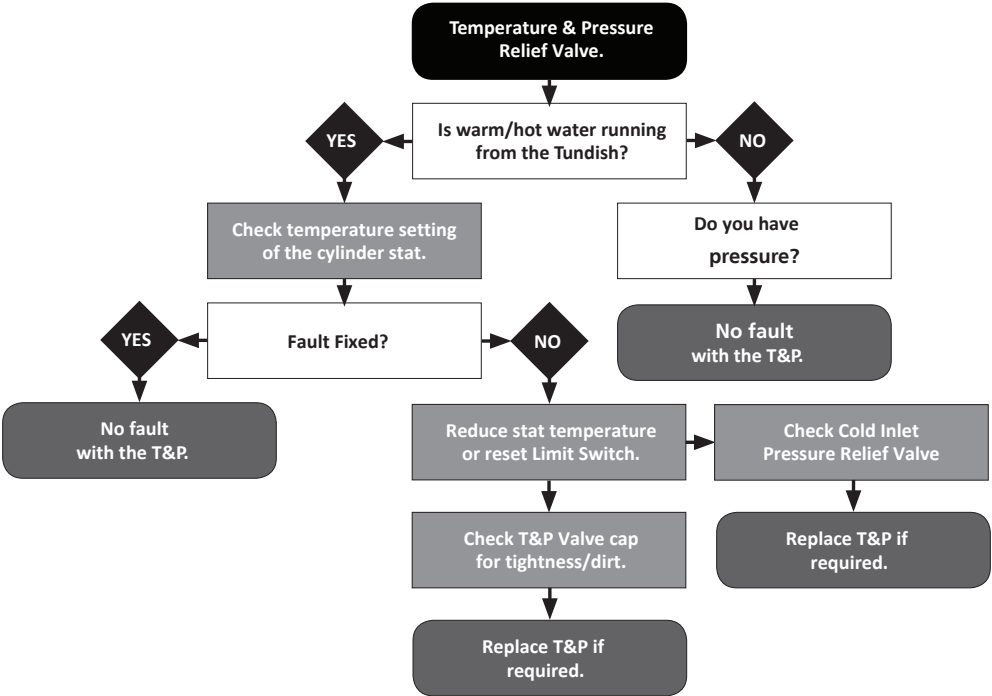 Temperature & Pressure
Relief Valve.
Is warm/hot water running
from the Tundish?
YES
NO
Check temperature setting
of the cylinder stat.
Do you have
pressure?
Fault Fixed?
YES
NO
No fault
with the T&P.
No fault
with the T&P.
Reduce stat temperature
or reset Limit Switch.
Check Cold Inlet
Pressure Relief Valve
Check T&P Valve cap
for tightness/dirt.
Replace T&P if
required.
Replace T&P if
required.